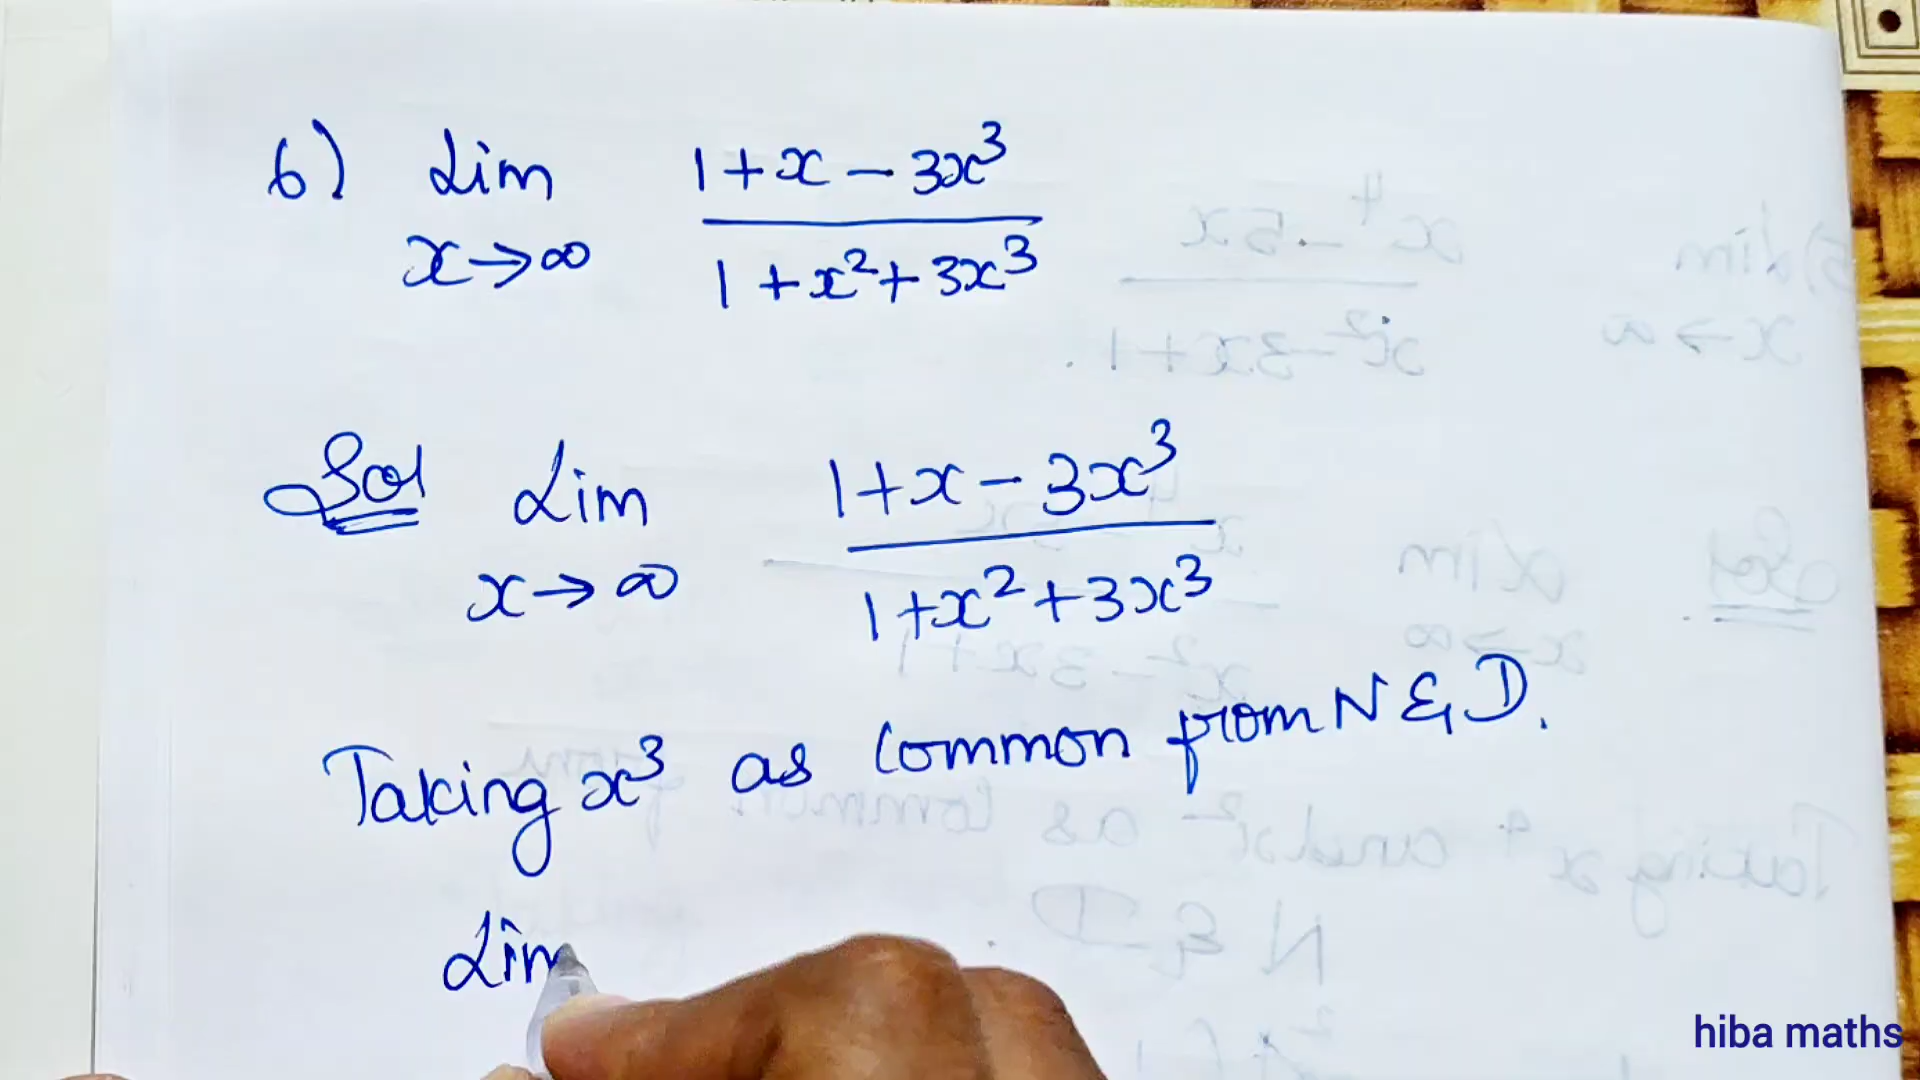 6) Lim 1+x-3x³
x→∞ 1+x²+3x³
Sol Lim 1+x-3x³
x→∞ 1+x²+3x³
Taking x³ as common from N & D.
Lim
hiba maths